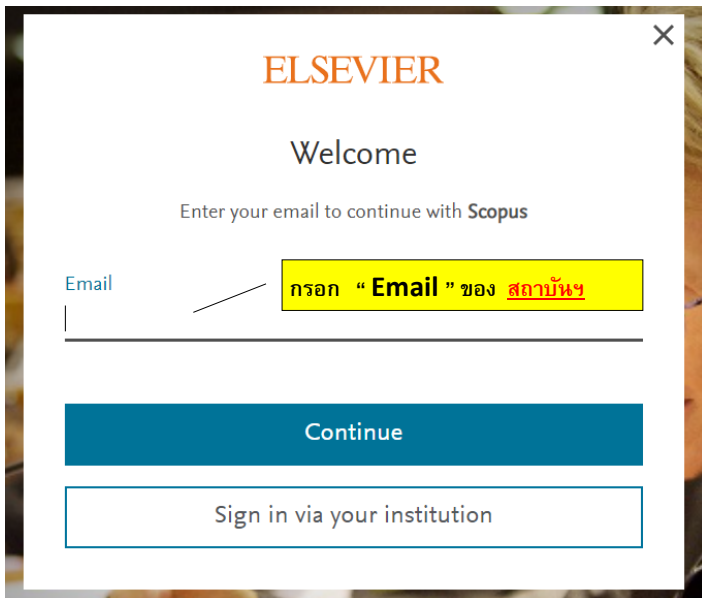 ELSEVIER
Welcome
Enter your email to continue with Scopus
Email
กรอก “ Email ” ของ สถาบันฯ
Continue
Sign in via your institution